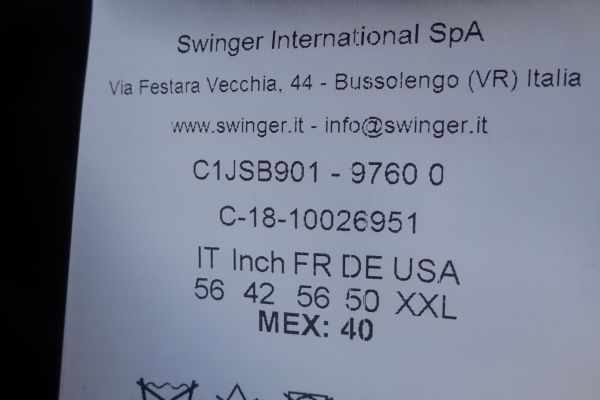 Swinger International SpA
Via Festara Vecchia, 44 - Bussolengo (VR) Italia
www.swinger.it - info@swinger.it
C1JSB901 - 9760 0
C-18-10026951
IT Inch FR DE USA
56 42 56 50 XXL
MEX: 40